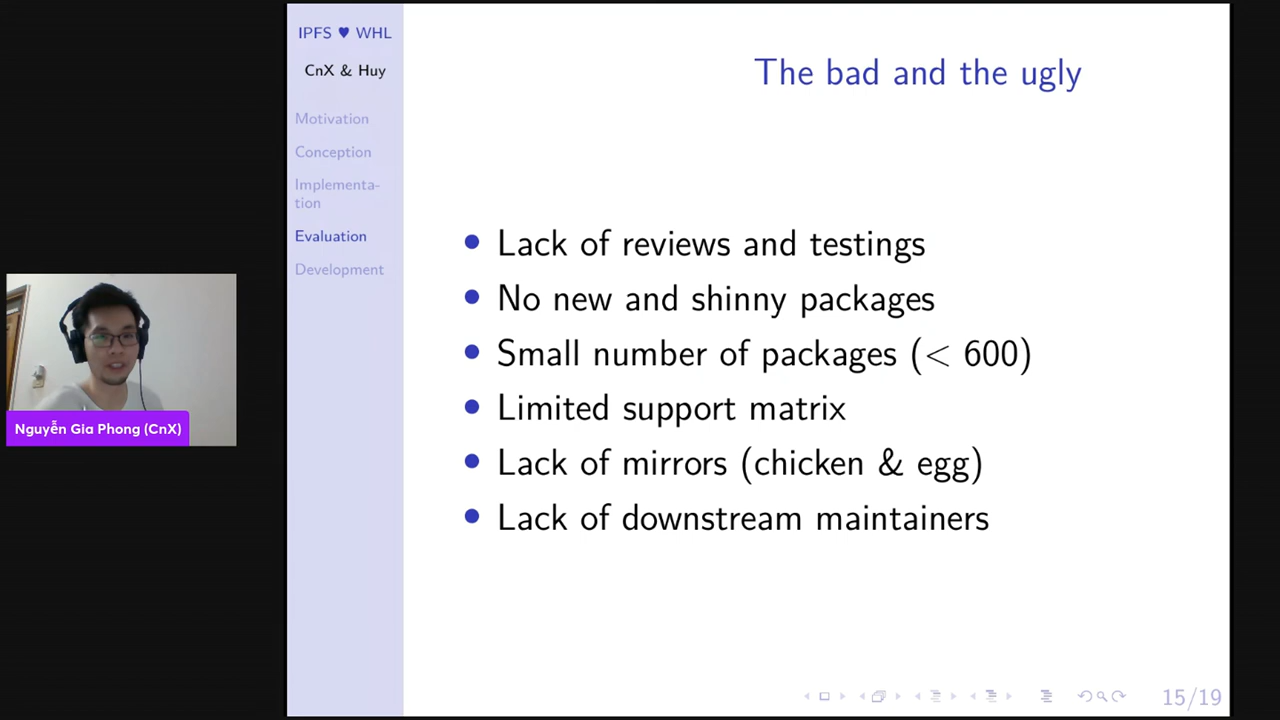 IPFS ♥ WHL
CnX & Huy
Motivation
Conception
Implementa-
tion
Evaluation
Development
The bad and the ugly
• Lack of reviews and testings
• No new and shinny packages
• Small number of packages (< 600)
• Limited support matrix
• Lack of mirrors (chicken & egg)
• Lack of downstream maintainers
15/19
Nguyễn Gia Phong (CnX)